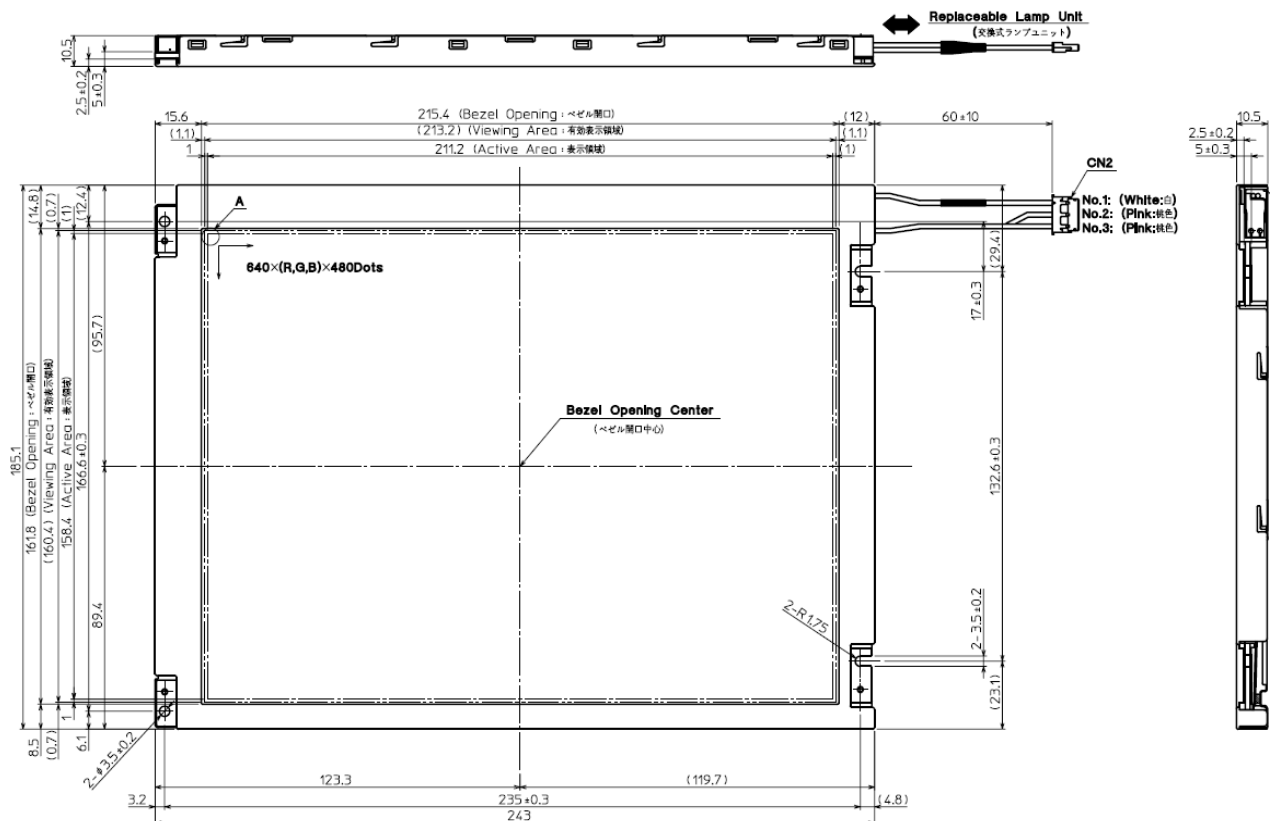 Replaceable Lamp Unit
(交換式ランプユニット)
10.5
2.5±0.2
5±0.3
15.6
215.4 (Bezel Opening:ベゼル開口)
(12)
60±10
(1.1)
(213.2) (Viewing Area:有効表示領域)
(1.1)
1
211.2 (Active Area:表示領域)
(1)
10.5
2.5±0.2
5±0.3
CN2
No.1: (White:白)
No.2: (Pink:桃色)
No.3: (Pink:桃色)
(14.8)
(0.7)
(1)
(12.4)
A
640×(R,G,B)×480Dots
(29.4)
17±0.3
(95.7)
185.1
161.8 (Bezel Opening:ベゼル開口)
(160.4) (Viewing Area:有効表示領域)
158.4 (Active Area:表示領域)
166.6±0.3
Bezel Opening Center
(ベゼル開口中心)
132.6±0.3
89.4
2-R1.75
2-3.5±0.2
(23.1)
8.5
(0.7)
1
6.1
2-φ3.5±0.2
123.3
(119.7)
3.2
235±0.3
(4.8)
243